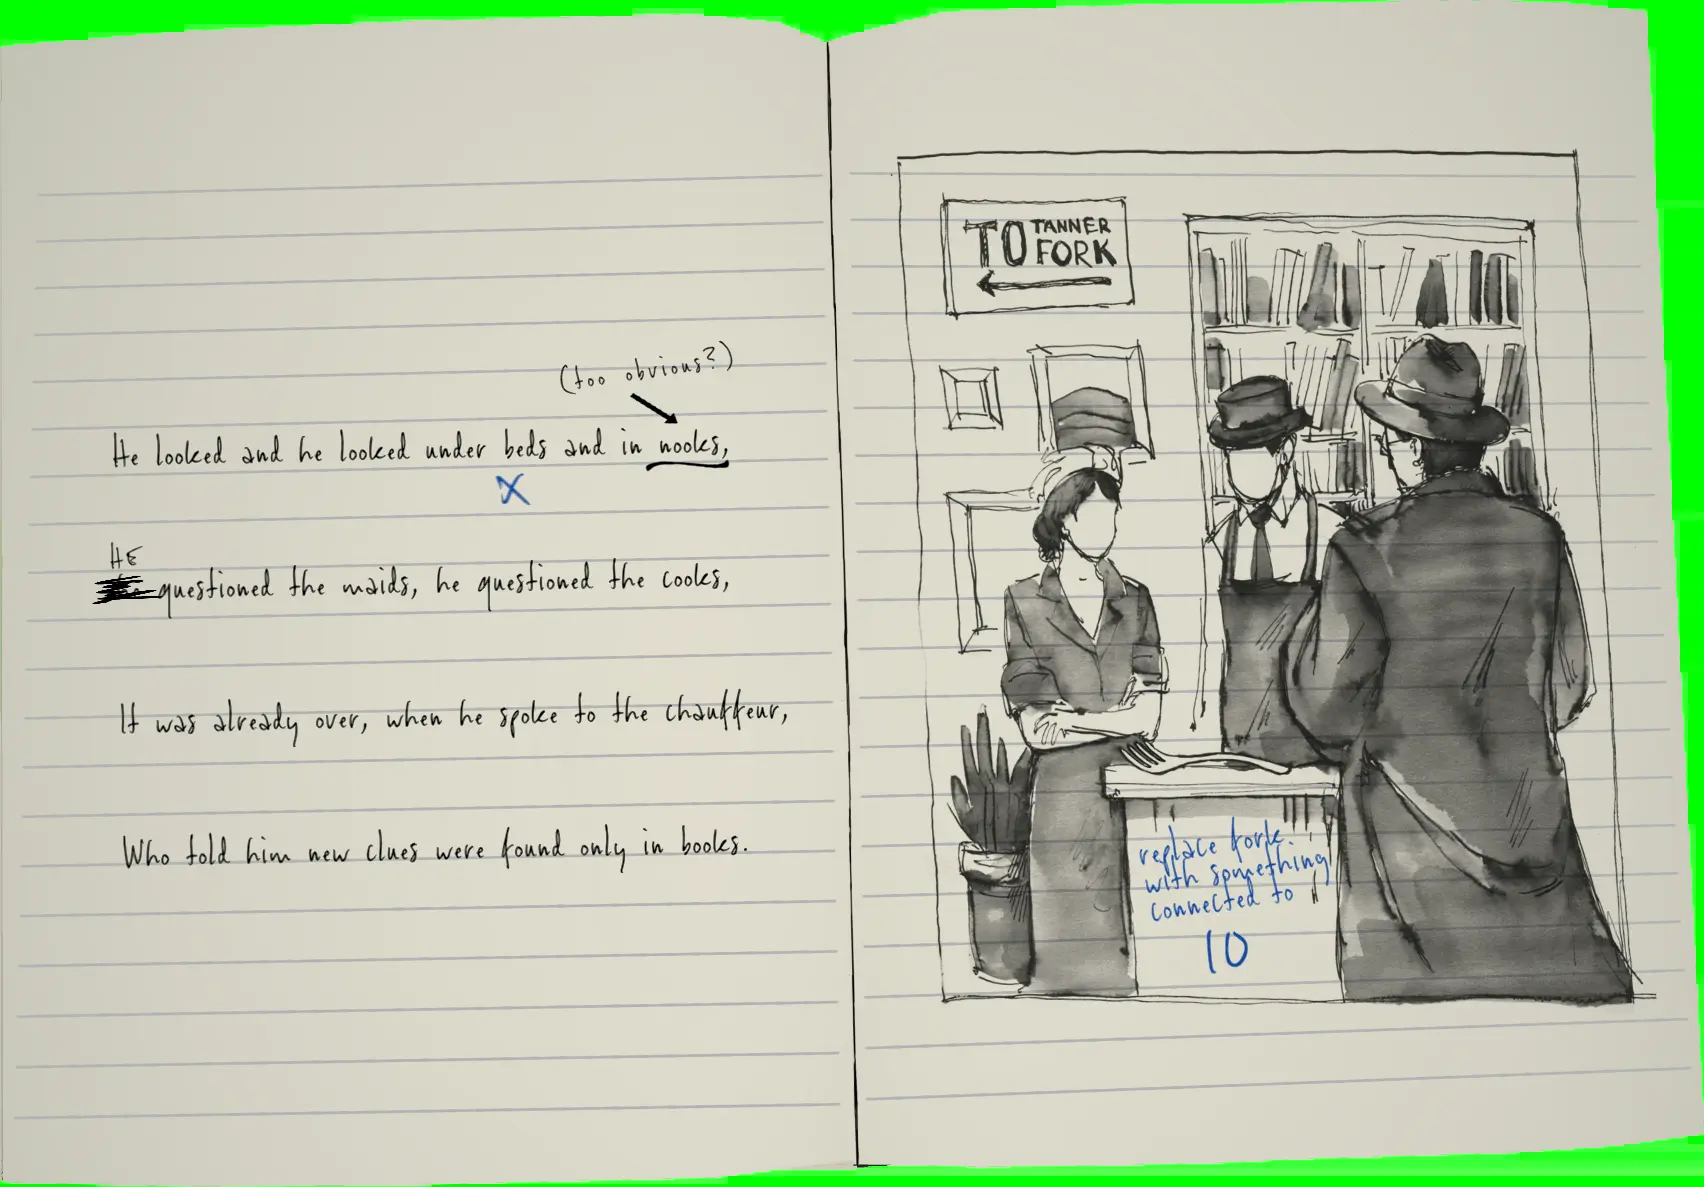 (too obvious?)
He looked and he looked under beds and in nooks,
X
HE
questioned the maids, he questioned the cooks,
It was already over, when he spoke to the chauffeur,
Who told him new clues were found only in books.
TO TANNER
FORK
replace fork.
with something
connected to
10